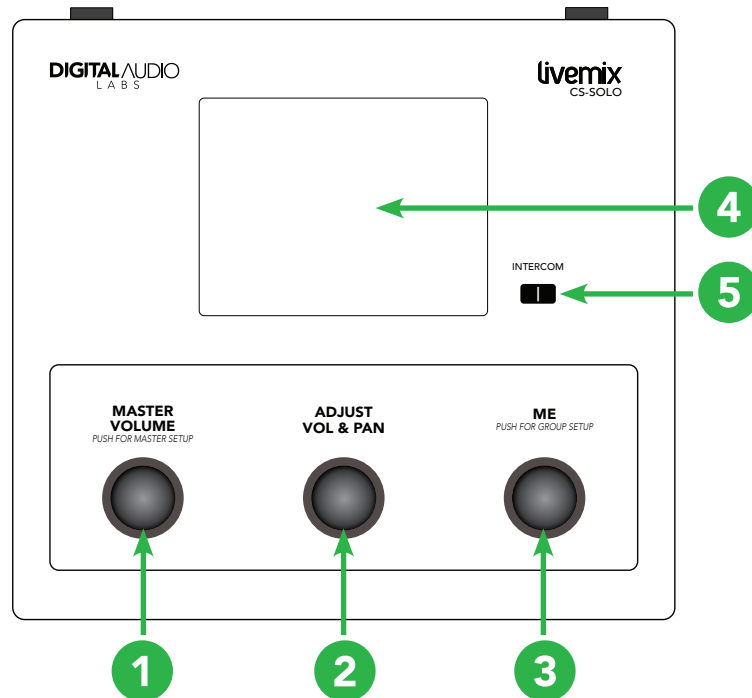 DIGITAL AUDIO
LABS
livemix
CS-SOLO
4
INTERCOM
5
MASTER
VOLUME
PUSH FOR MASTER SETUP
ADJUST
VOL & PAN
ME
PUSH FOR GROUP SETUP
1
2
3